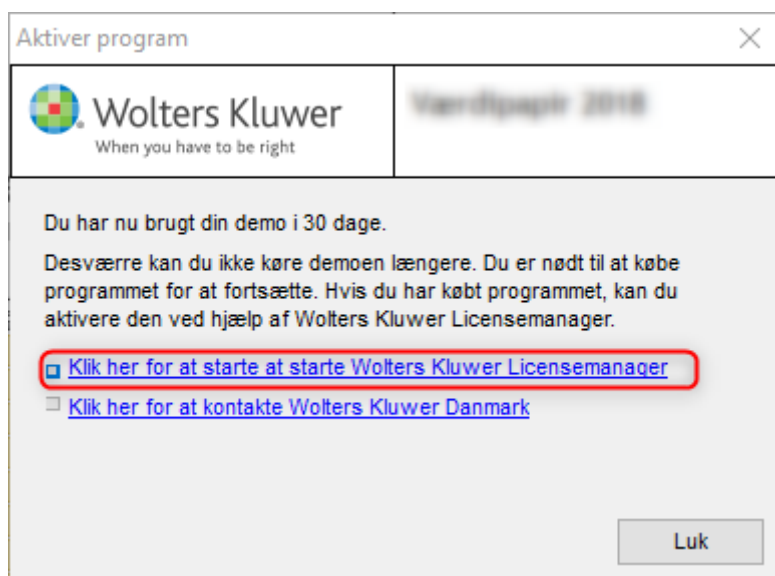 Aktiver program
Wolters Kluwer
When you have to be right
Værdipapir 2018
Du har nu brugt din demo i 30 dage.
Desværre kan du ikke køre demoen længere. Du er nødt til at købe
programmet for at fortsætte. Hvis du har købt programmet, kan du
aktivere den ved hjælp af Wolters Kluwer Licensemanager.
Klik her for at starte at starte Wolters Kluwer Licensemanager
Klik her for at kontakte Wolters Kluwer Danmark
Luk